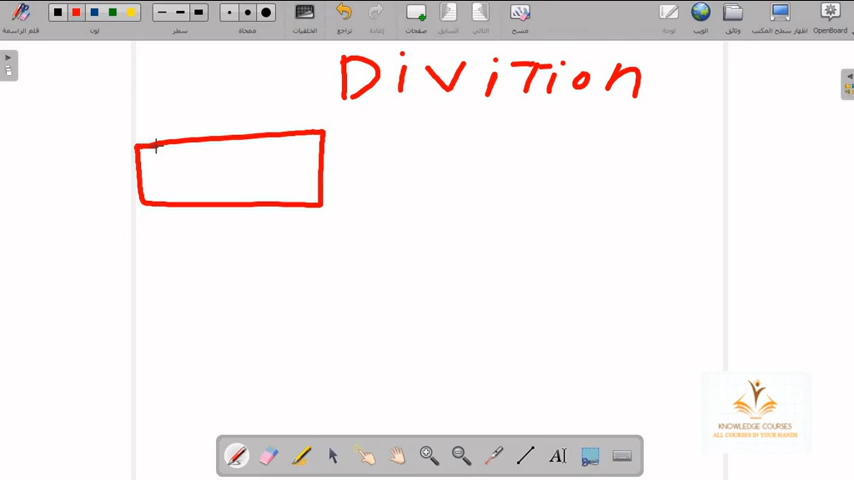 قلم الراسمة
لون
سطر
ممحاة
الخلفيات
تراجع
إعادة
صفحات
السابق
التالي
مسح
لوحة
الويب
وثائق
اظهار سطح المكتب
OpenBoard
DiviTion
KNOWLEDGE COURSES
ALL COURSES IN YOUR HANDS